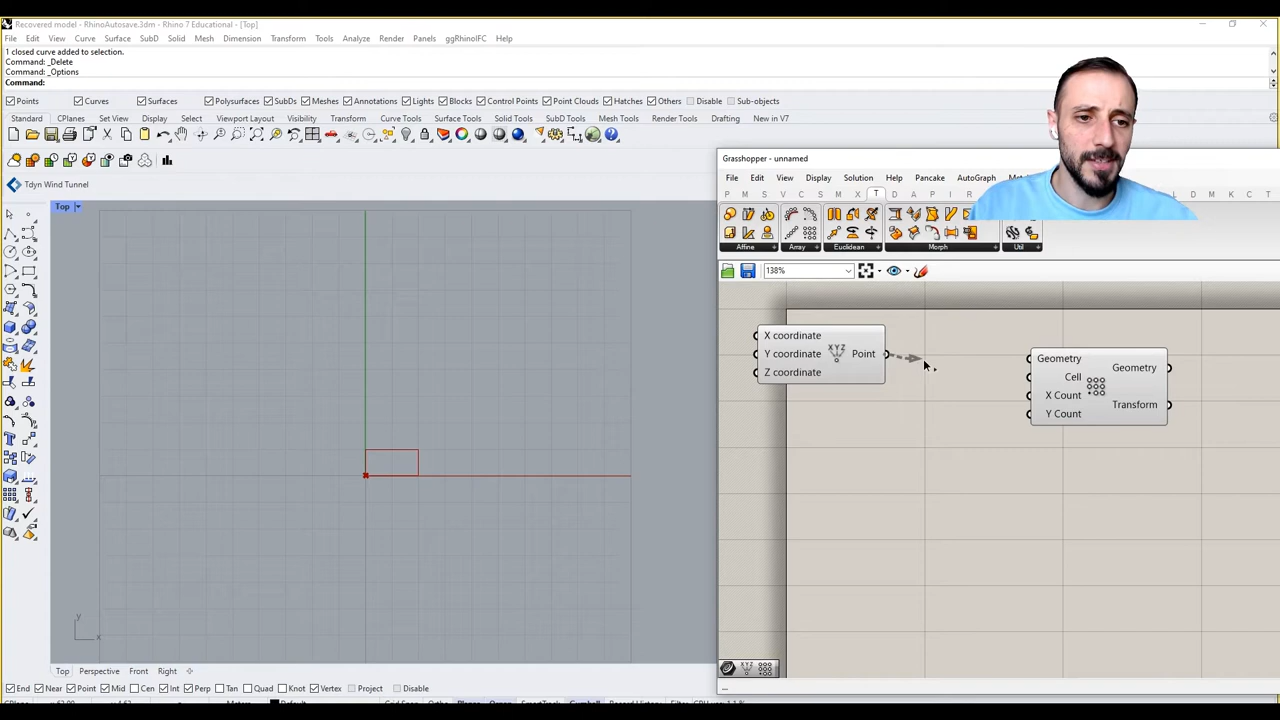 Recovered model - RhinoAutosave.3dm - Rhino 7 Educational - [Top]
File Edit View Curve Surface SubD Solid Mesh Dimension Transform Tools Analyze Render Panels ggRhinoIFC Help
1 closed curve added to selection.
Command: _Delete
Command: _Options
Command:
Points Curves Surfaces Polysurfaces SubDs Meshes Annotations Lights Blocks Control Points Point Clouds Hatches Others Disable Sub-objects
Standard CPlanes Set View Display Select Viewport Layout Visibility Transform Curve Tools Surface Tools Solid Tools SubD Tools Mesh Tools Render Tools Drafting New in V7
Tdyn Wind Tunnel
Top
Grasshopper - unnamed
File Edit View Display Solution Help Pancake AutoGraph
P M S V C S M X T D A P
L W E R K B T C T
Affine Array Euclidean Morph Util
138%
X coordinate
Y coordinate
Z coordinate
XYZ
Point
Geometry
Cell
X Count
Y Count
Geometry
Transform
y
x
Top Perspective Front Right
End Near Point Mid Cen Int Perp Tan Quad Knot Vertex Project Disable